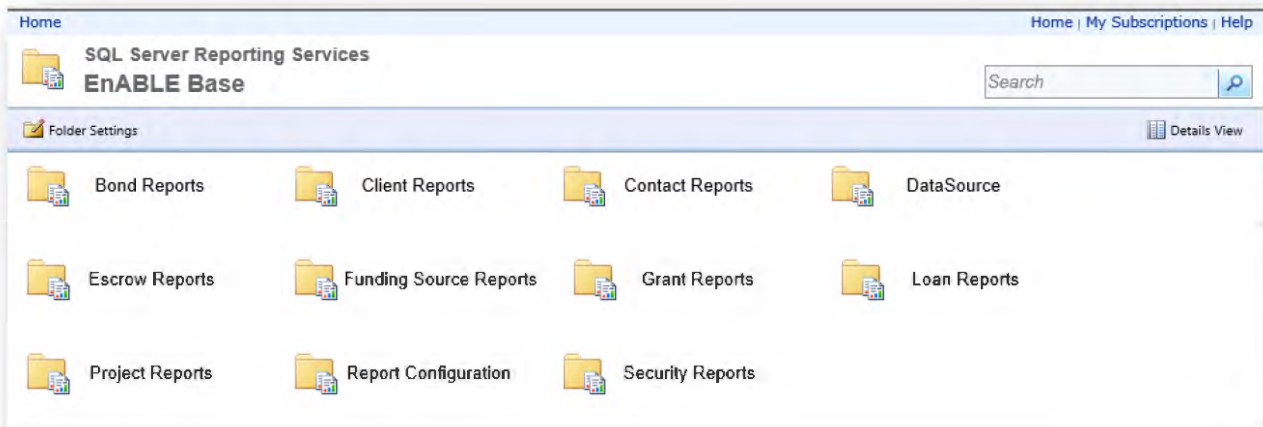 Home
Home | My Subscriptions | Help
SQL Server Reporting Services
EnABLE Base
Search
Folder Settings
Details View
Bond Reports
Client Reports
Contact Reports
DataSource
Escrow Reports
Funding Source Reports
Grant Reports
Loan Reports
Project Reports
Report Configuration
Security Reports